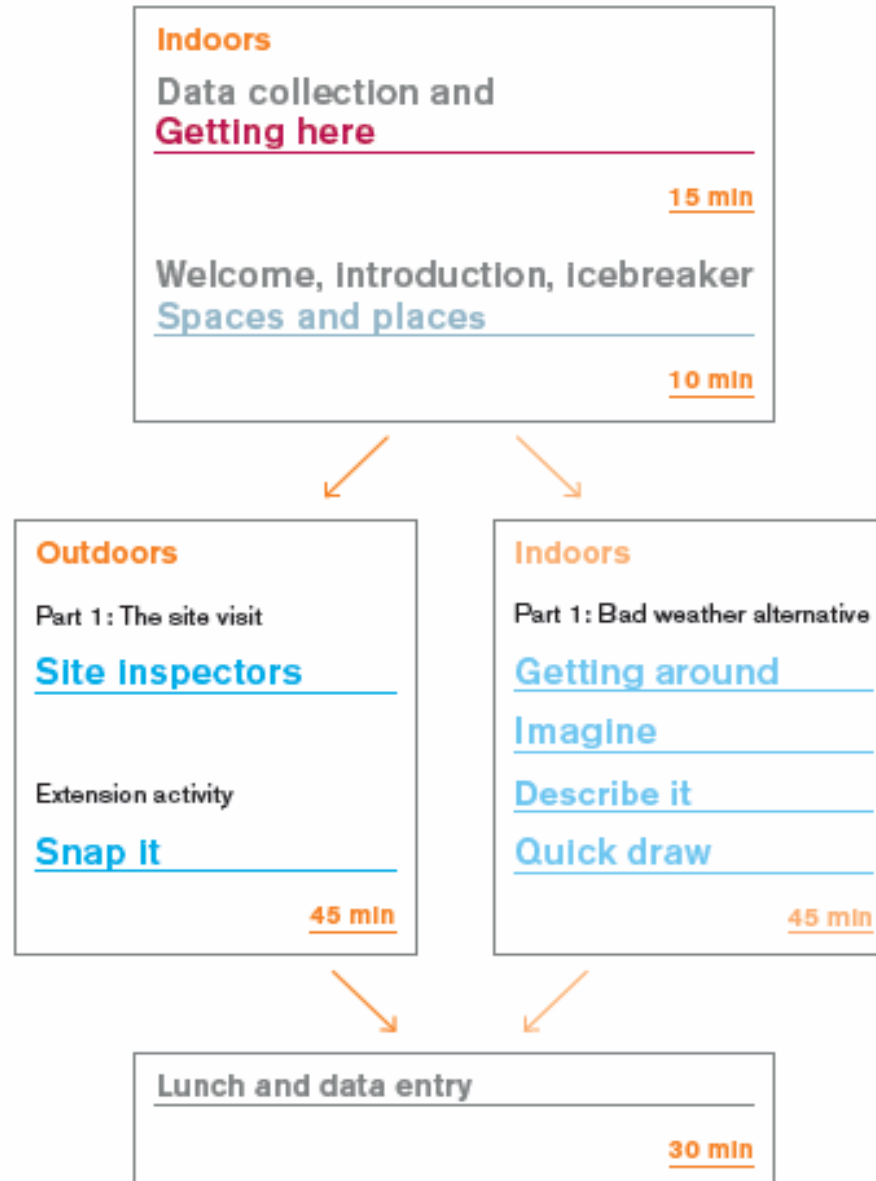 Indoors
Data collection and
Getting here
15 min
Welcome, introduction, icebreaker
Spaces and places
10 min
Outdoors
Part 1: The site visit
Site inspectors
Extension activity
Snap it
45 min
Indoors
Part 1: Bad weather alternative
Getting around
Imagine
Describe it
Quick draw
45 min
Lunch and data entry
30 min